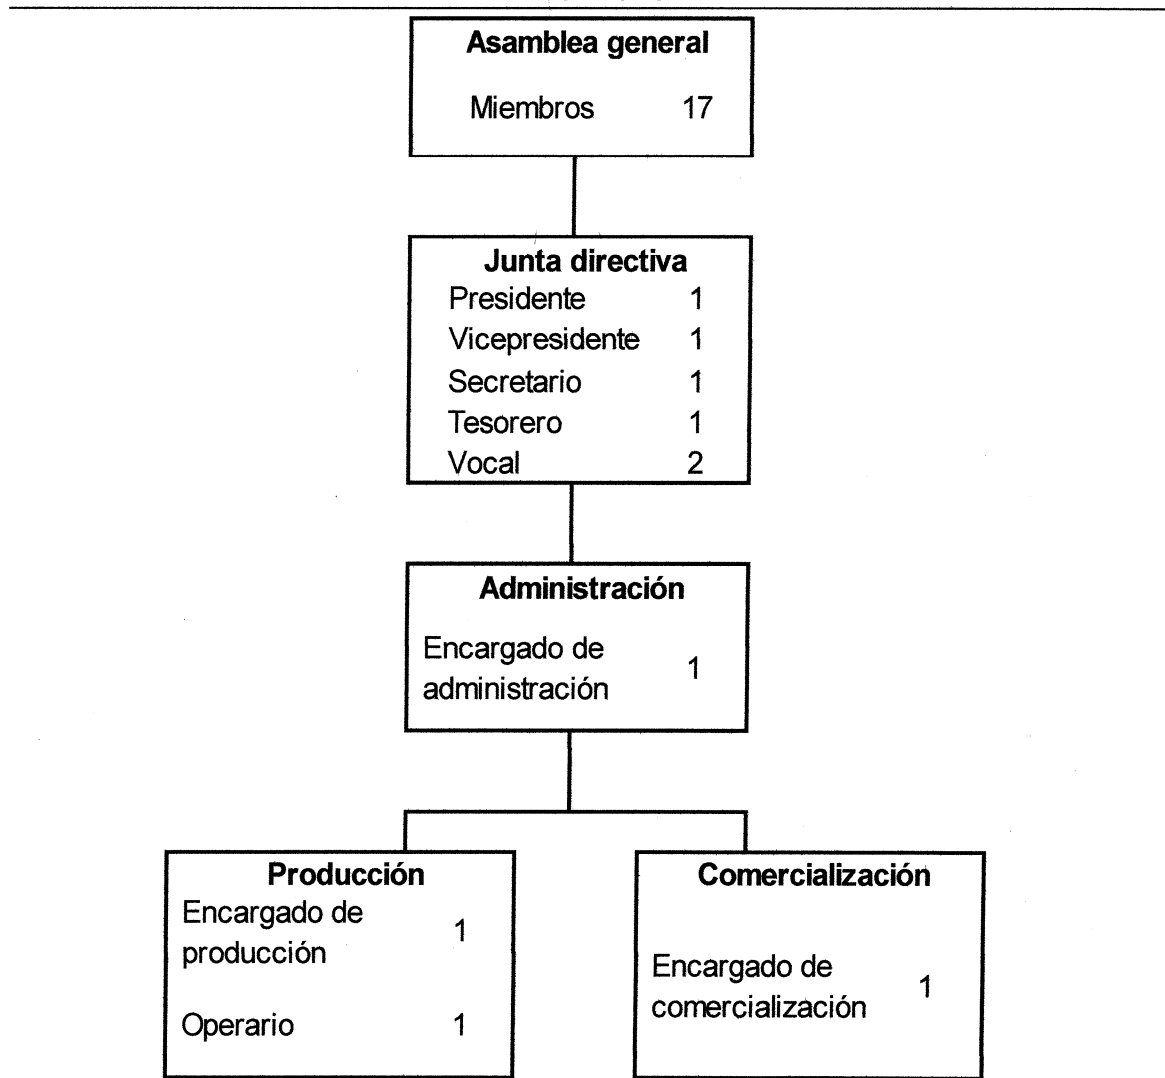 Asamblea general
Miembros 17
Junta directiva
Presidente 1
Vicepresidente 1
Secretario 1
Tesorero 1
Vocal 2
Administración
Encargado de
administración 1
Producción
Encargado de
producción 1
Operario 1
Comercialización
Encargado de
comercialización 1